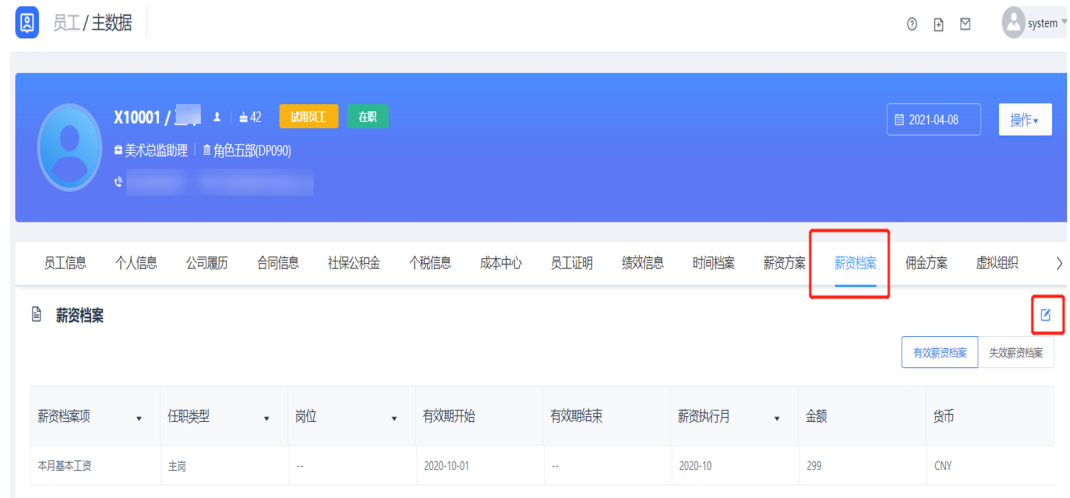 员工/主数据
system
X10001 /
42
试用员工
在职
2021-04-08
操作
美术总监助理
角色五部(DP090)
员工信息 个人信息 公司履历 合同信息 社保公积金 个税信息 成本中心 员工证明 绩效信息 时间档案 薪资方案 薪资档案 佣金方案 虚拟组织
薪资档案
有效薪资档案 失效薪资档案
薪资档案项 任职类型 岗位 有效期开始 有效期结束 薪资执行月 金额 货币
本月基本工资 主岗 -- 2020-10-01 -- 2020-10 299 CNY